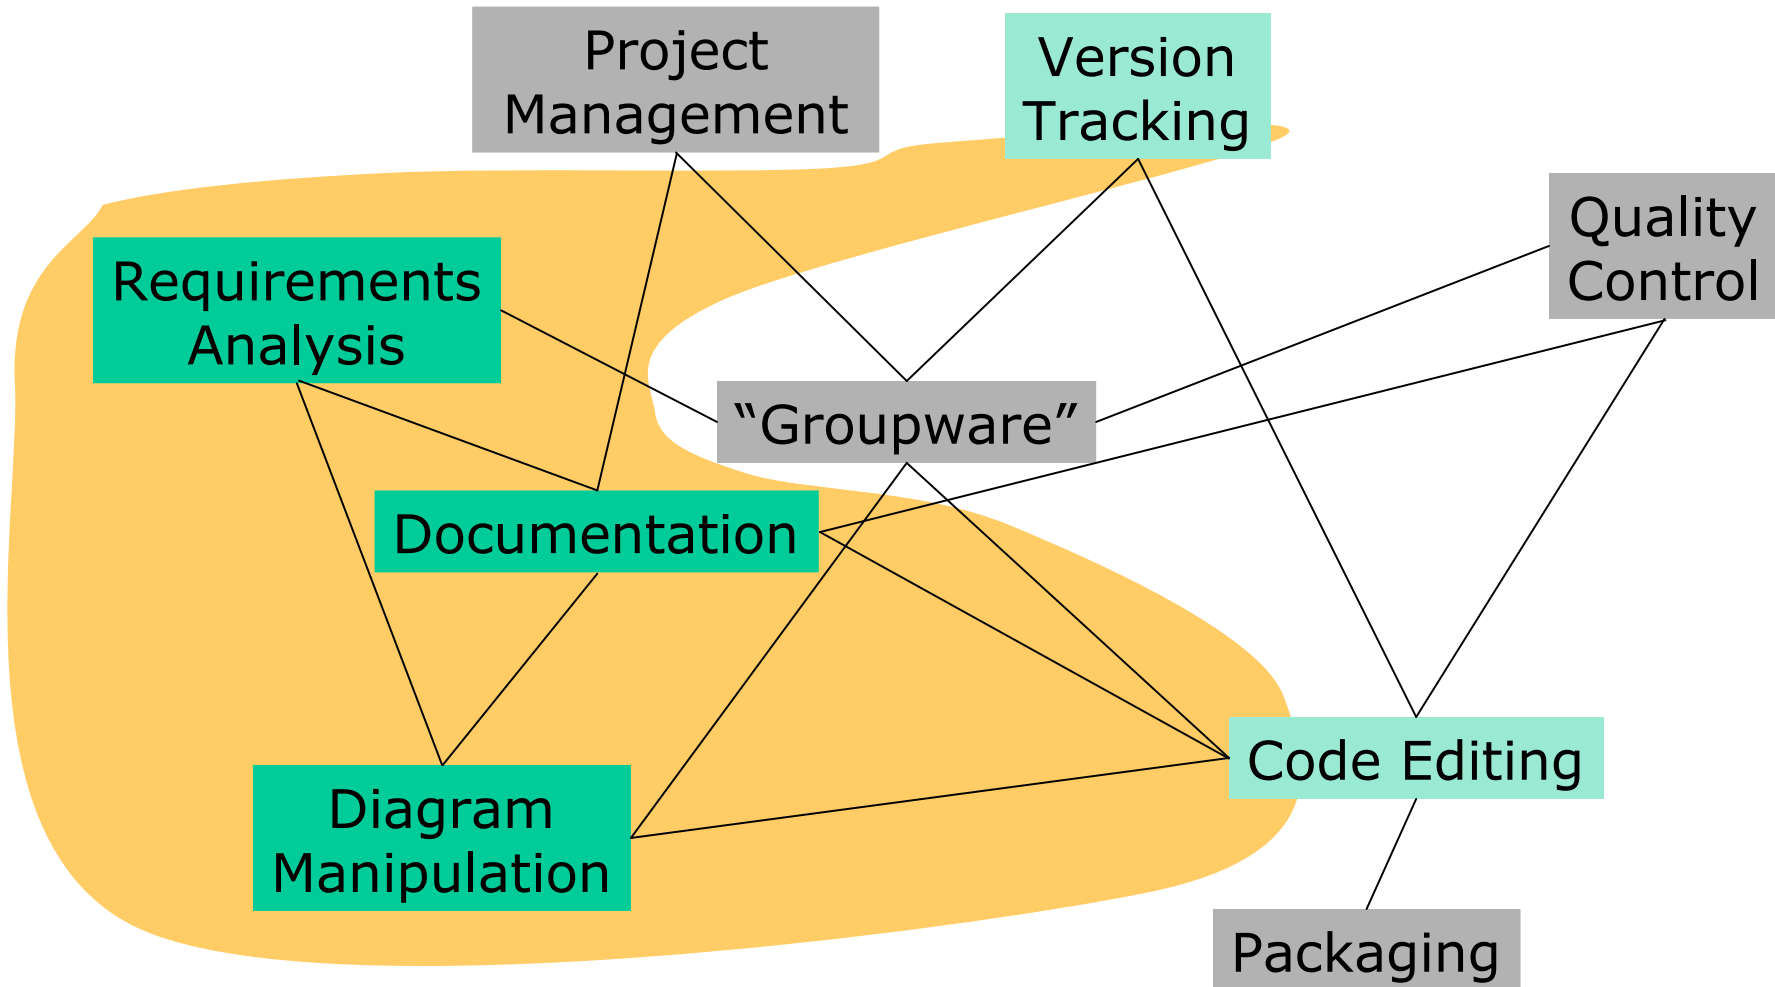 Project
Management
Version
Tracking
Quality
Control
Requirements
Analysis
“Groupware”
Documentation
Code Editing
Diagram
Manipulation
Packaging